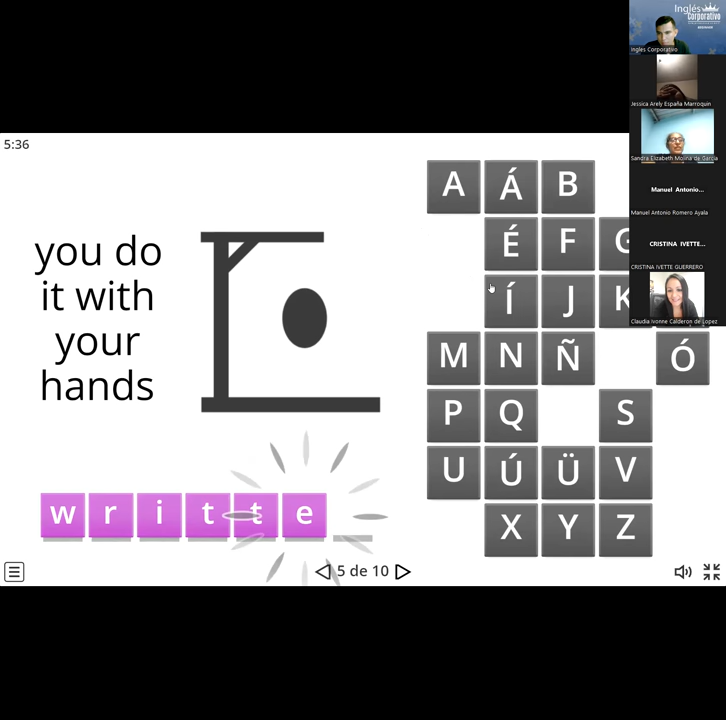 Inglés
Corporativo
Ingles Corporativo
Jessica Arely España Marroquin
Sandra Elizabeth Molina de Garcia
Manuel Antonio...
Manuel Antonio Romero Ayala
CRISTINA IVETTE...
CRISTINA IVETTE GUERRERO
Claudia Ivonne Calderon de Lopez
5:36
you do
it with
your
hands
A Á B
É F G
Í J K
M N Ñ Ó
P Q S
U Ú Ü V
X Y Z
w r i t t e
5 de 10